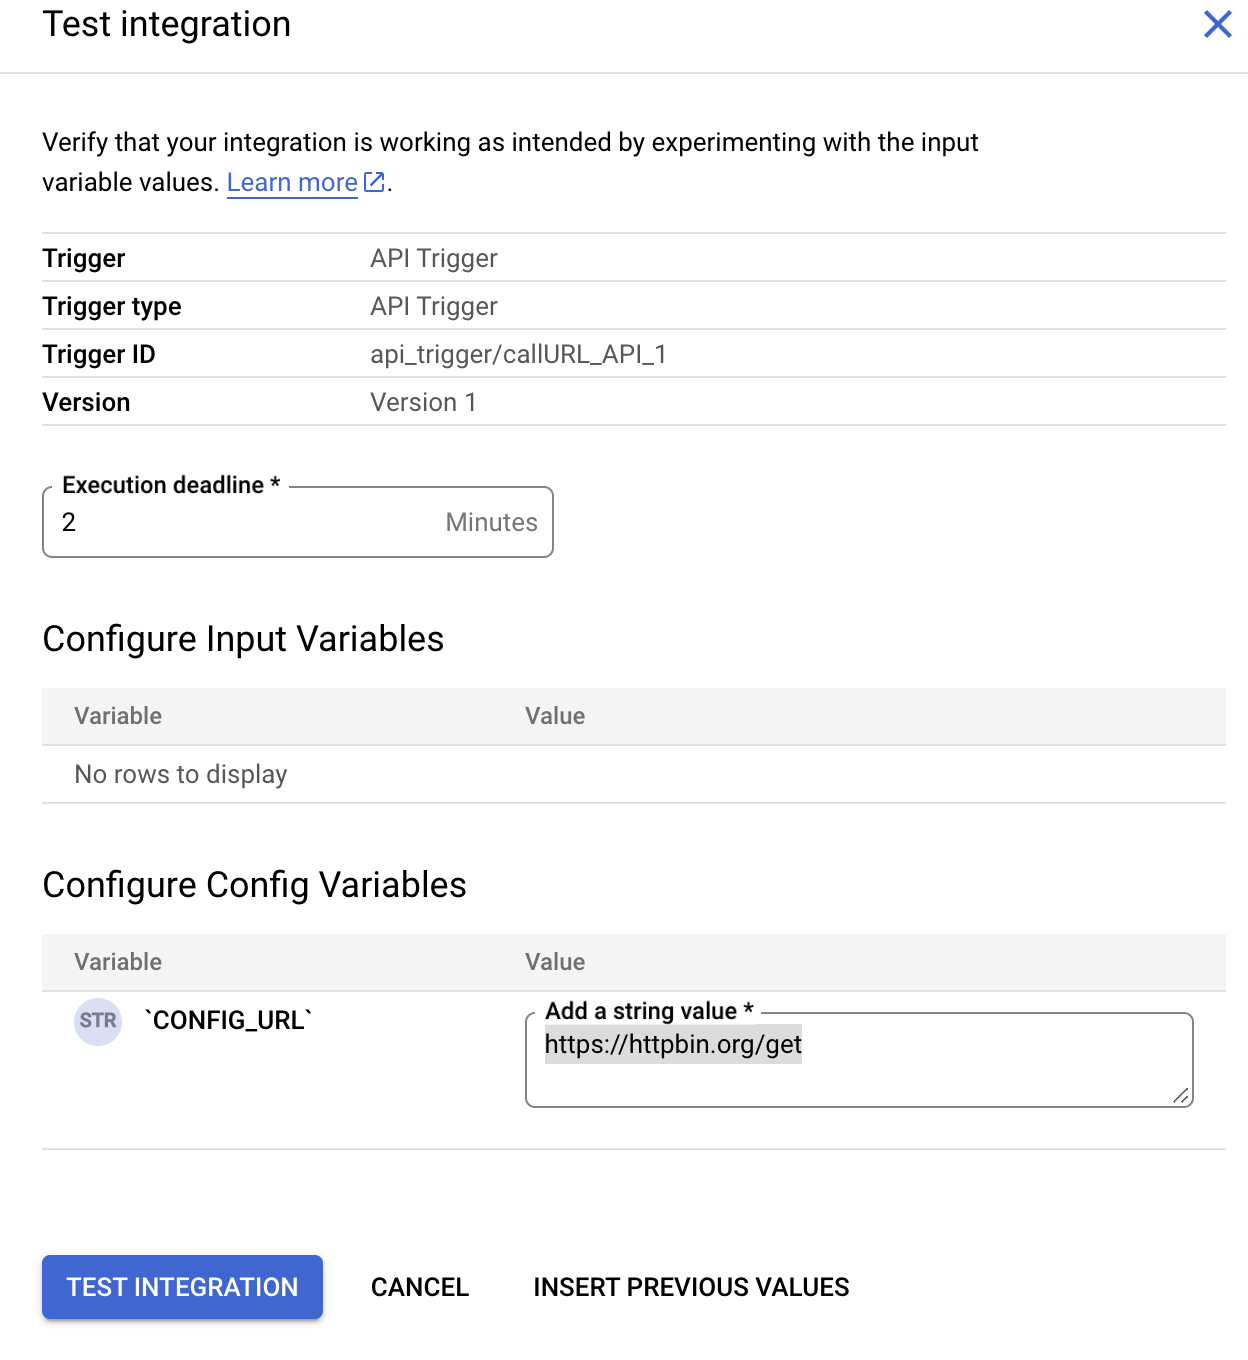 Test integration
Verify that your integration is working as intended by experimenting with the input
variable values. Learn more.
Trigger API Trigger
Trigger type API Trigger
Trigger ID api_trigger/callURL_API_1
Version Version 1
Execution deadline *
2 Minutes
Configure Input Variables
Variable Value
No rows to display
Configure Config Variables
Variable Value
Add a string value *
STR `CONFIG_URL`
https://httpbin.org/get
TEST INTEGRATION CANCEL INSERT PREVIOUS VALUES